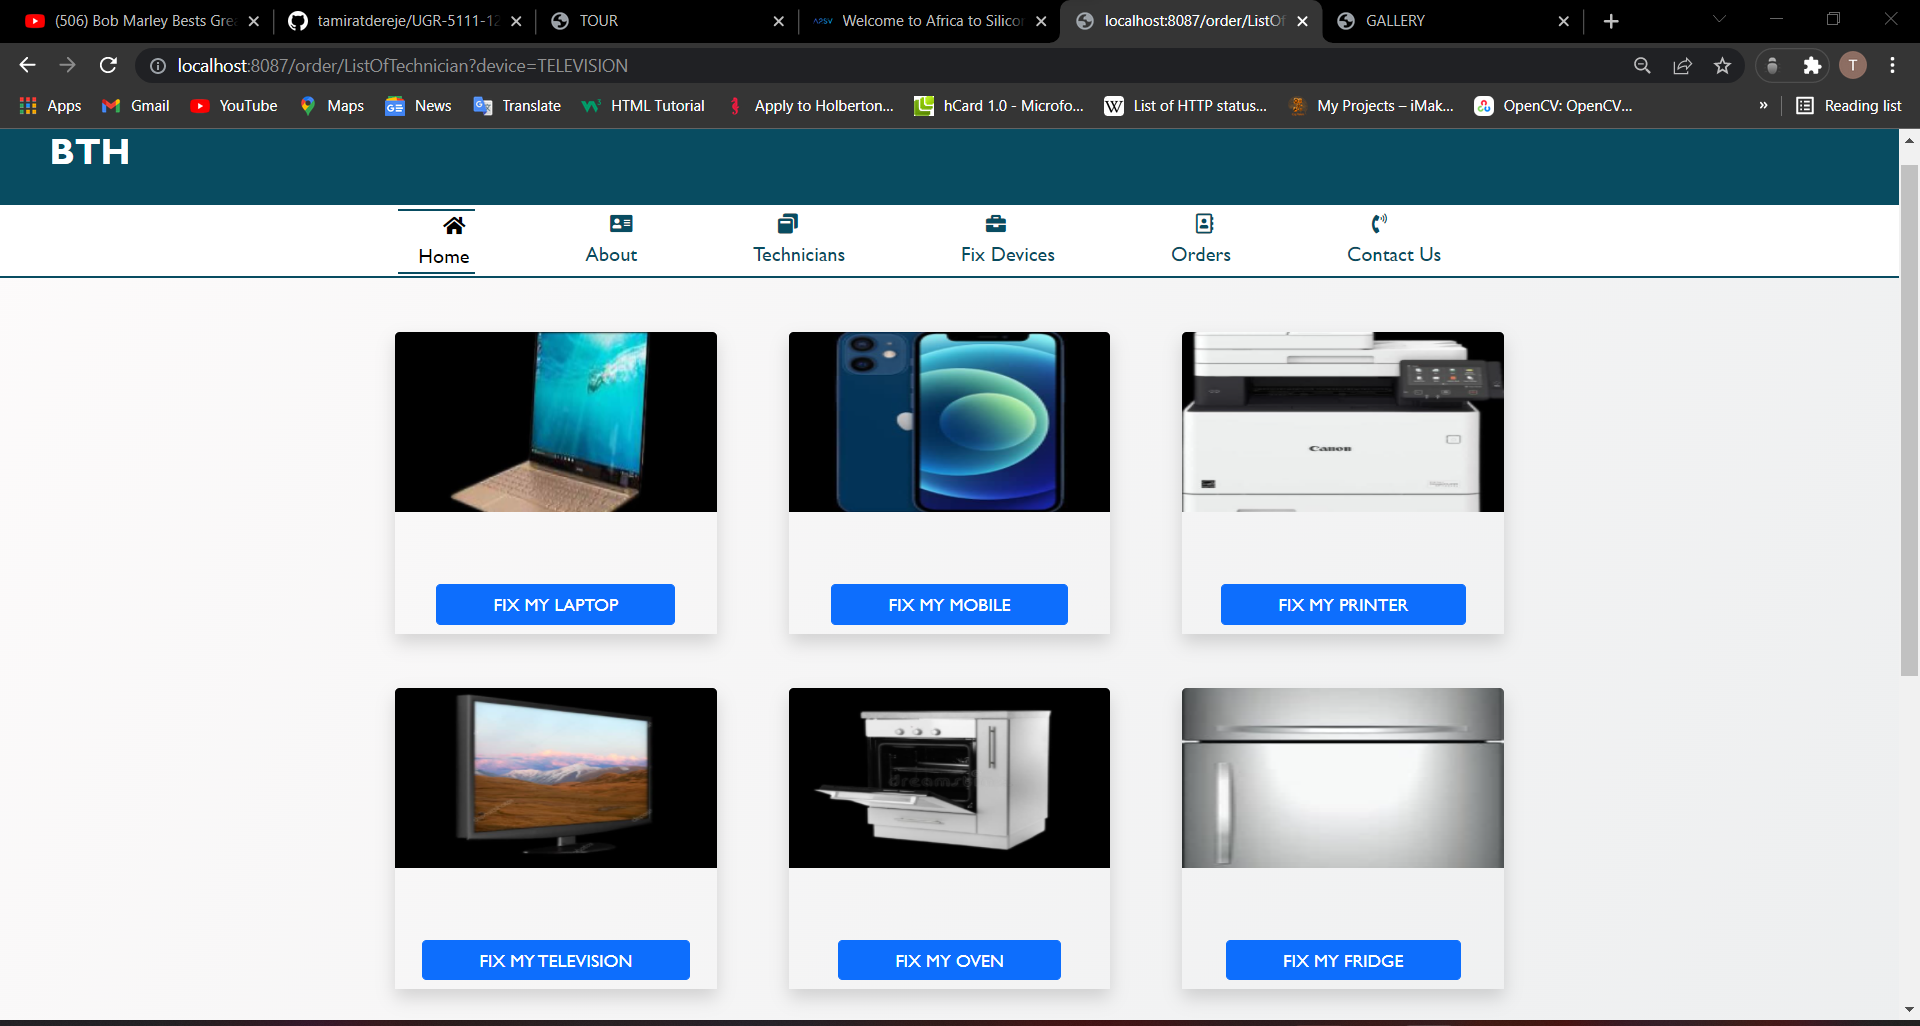 (506) Bob Marley Bests Grea
tamiratdereje/UGR-5111-12
TOUR
Welcome to Africa to Silicon
localhost:8087/order/ListOf
GALLERY
localhost:8087/order/ListOfTechnician?device=TELEVISION
T
Apps
Gmail
YouTube
Maps
News
Translate
HTML Tutorial
Apply to Holberton...
hCard 1.0 - Microfo...
List of HTTP status...
My Projects – iMak...
OpenCV: OpenCV...
»
Reading list
BTH
Home
About
Technicians
Fix Devices
Orders
Contact Us
Canon
FIX MY LAPTOP
FIX MY MOBILE
FIX MY PRINTER
FIX MY TELEVISION
FIX MY OVEN
FIX MY FRIDGE